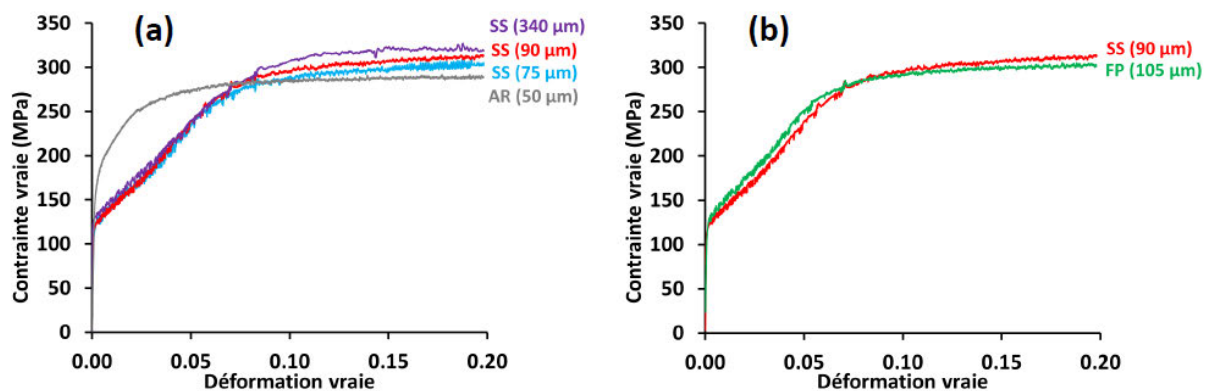 (a)
SS (340 μm)
SS (90 μm)
SS (75 μm)
AR (50 μm)
Contrainte vraie (MPa)
350
300
250
200
150
100
50
0
0.00 0.05 0.10 0.15 0.20
Déformation vraie
(b)
SS (90 μm)
FP (105 μm)
Contrainte vraie (MPa)
350
300
250
200
150
100
50
0
0.00 0.05 0.10 0.15 0.20
Déformation vraie